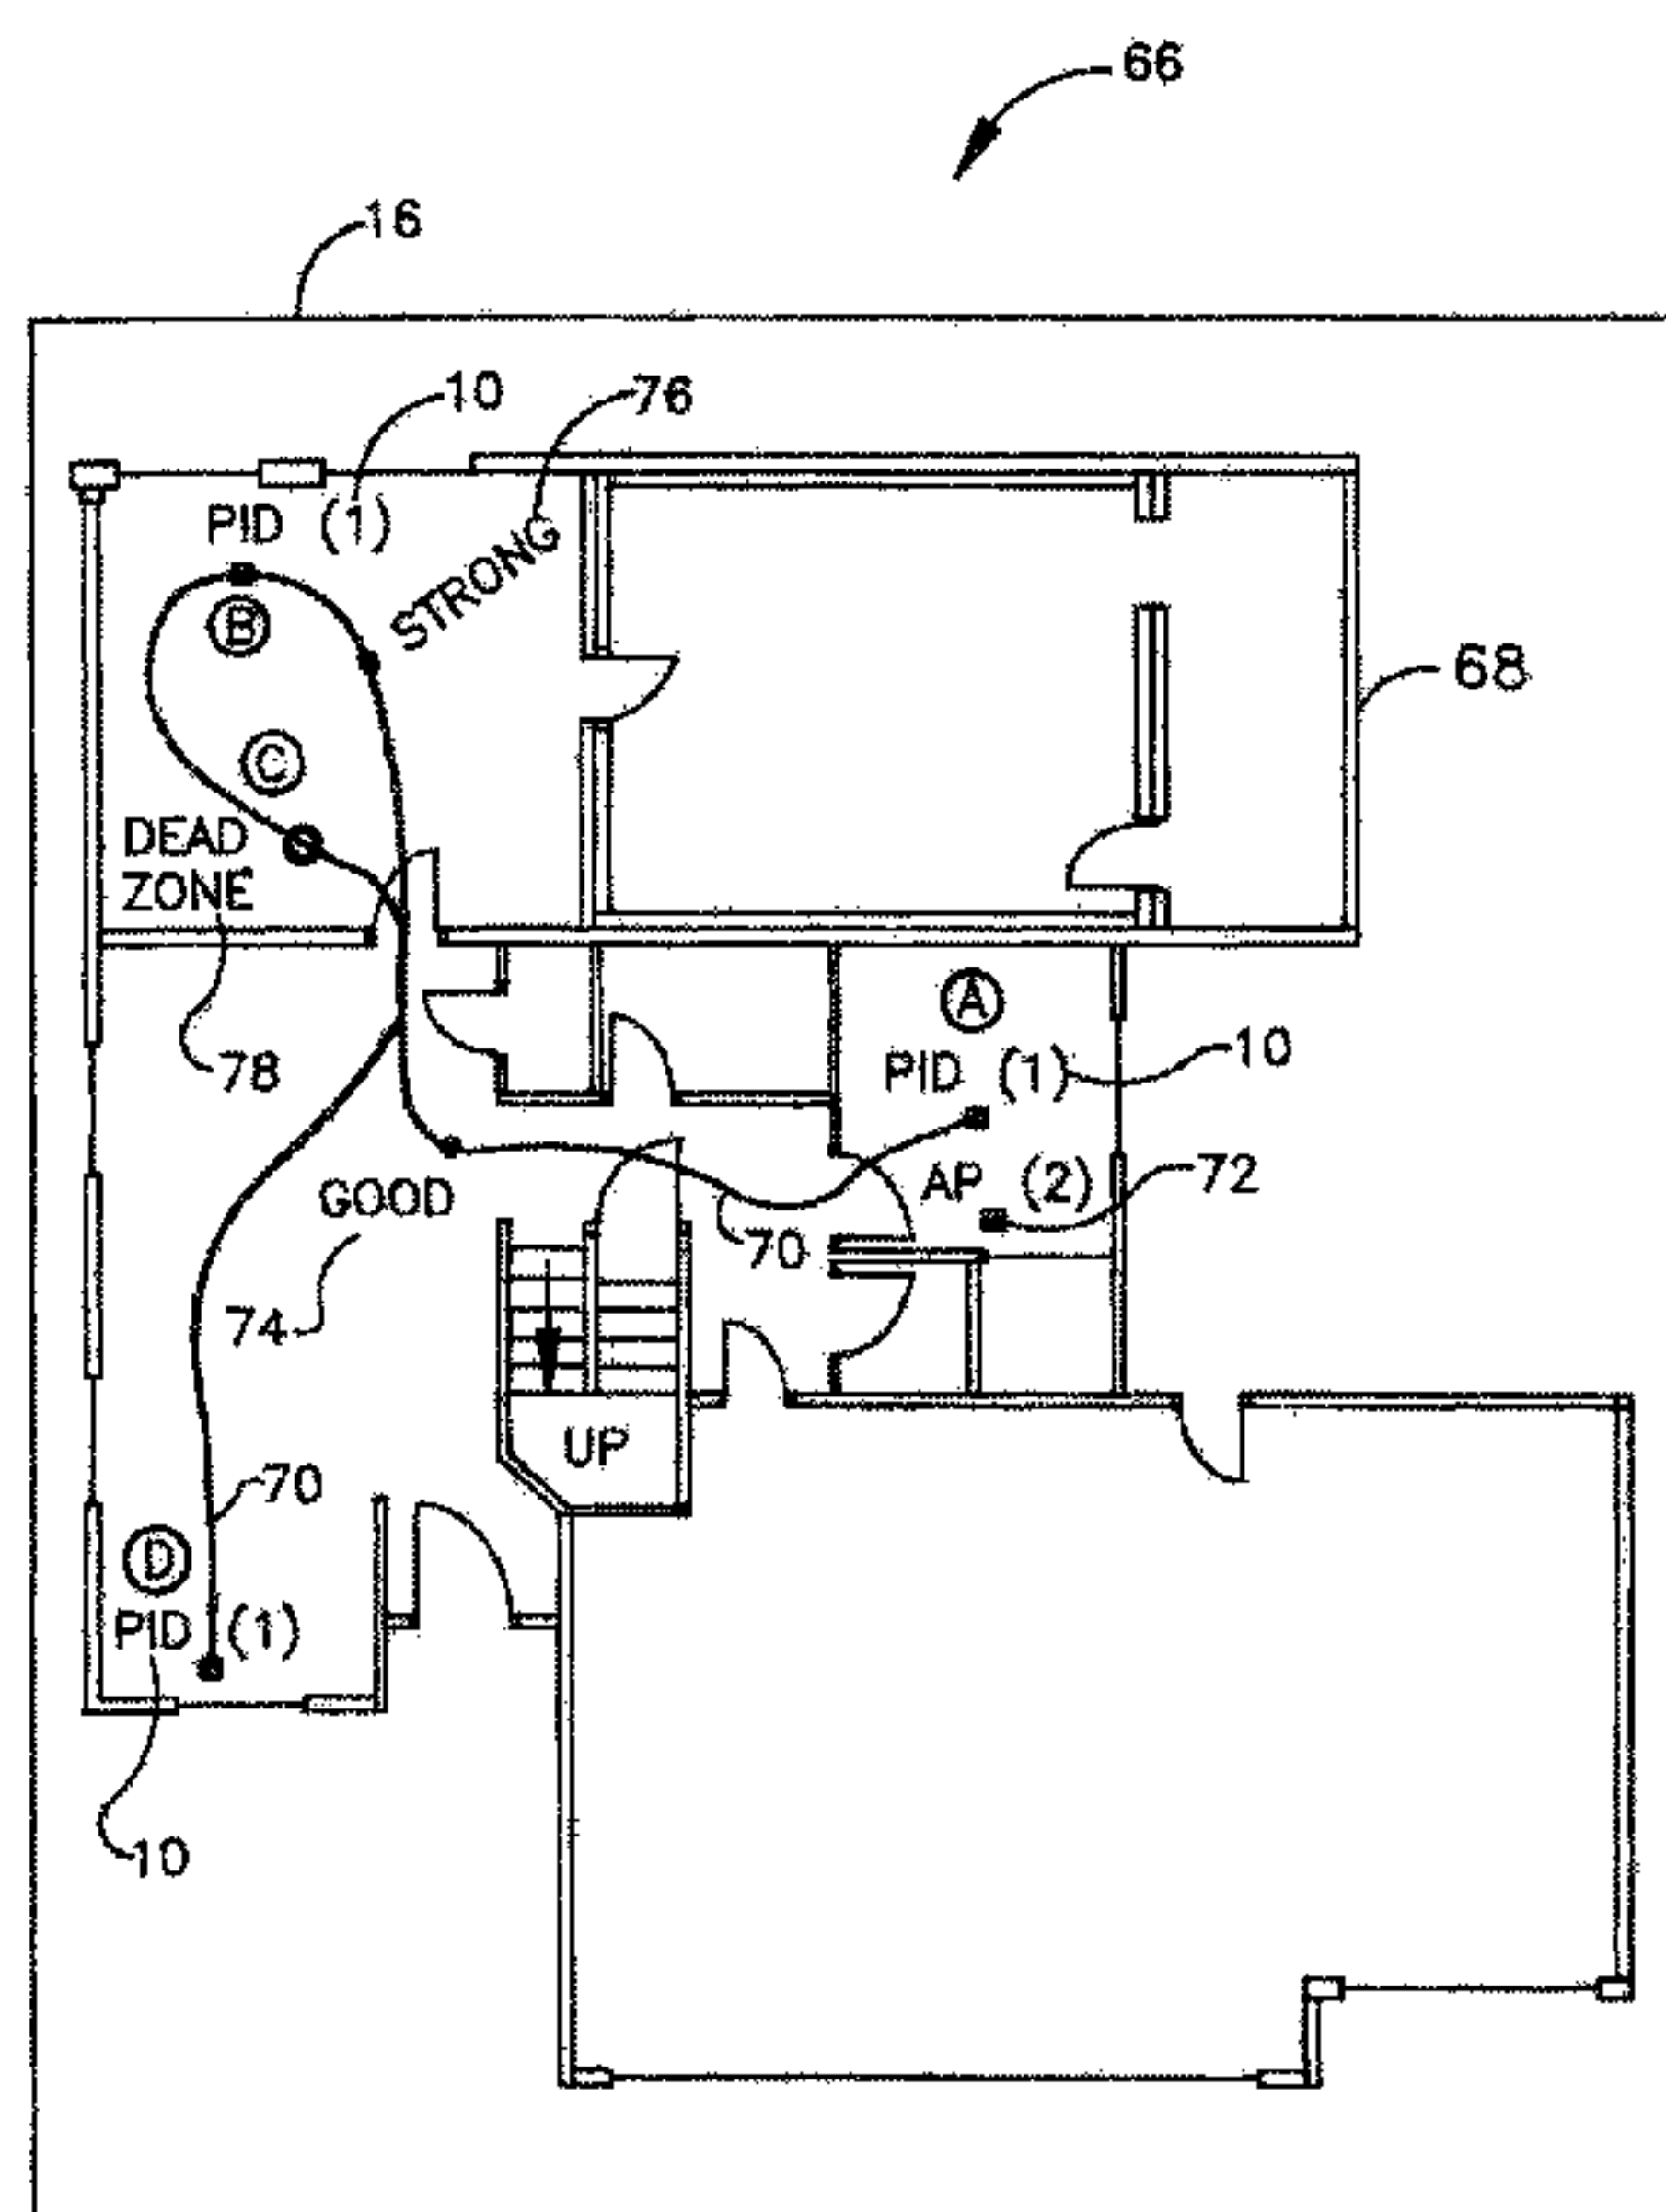 66
16
10
76
PID (1)
STRONG
B
68
C
DEAD
ZONE
A
78
PID (1)
10
AP (2)
72
GOOD
70
74
UP
70
D
PID (1)
10